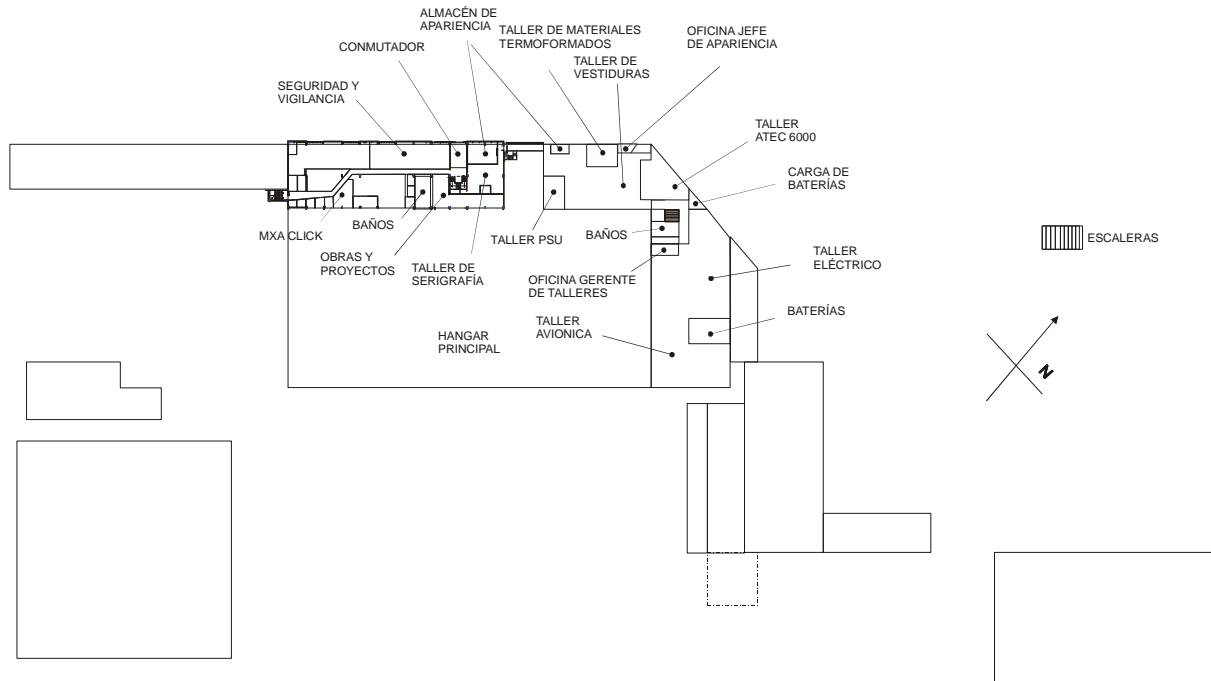 ALMACÉN DE
APARIENCIA
TALLER DE MATERIALES
TERMOFORMADOS
OFICINA JEFE
DE APARIENCIA
CONMUTADOR
TALLER DE
VESTIDURAS
SEGURIDAD Y
VIGILANCIA
TALLER
ATEC 6000
CARGA DE
BATERÍAS
MXA CLICK
BAÑOS
OBRAS Y
PROYECTOS
TALLER DE
SERIGRAFÍA
TALLER PSU
BAÑOS
OFICINA GERENTE
DE TALLERES
TALLER
ELÉCTRICO
ESCALERAS
BATERÍAS
TALLER
AVIONICA
HANGAR
PRINCIPAL
N